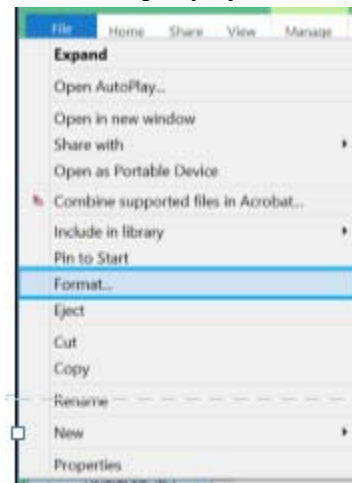 File Home Share View Manage
Expand
Open AutoPlay...
Open in new window
Share with
Open as Portable Device
Combine supported files in Acrobat...
Include in library
Pin to Start
Format...
Eject
Cut
Copy
Rename
New
Properties